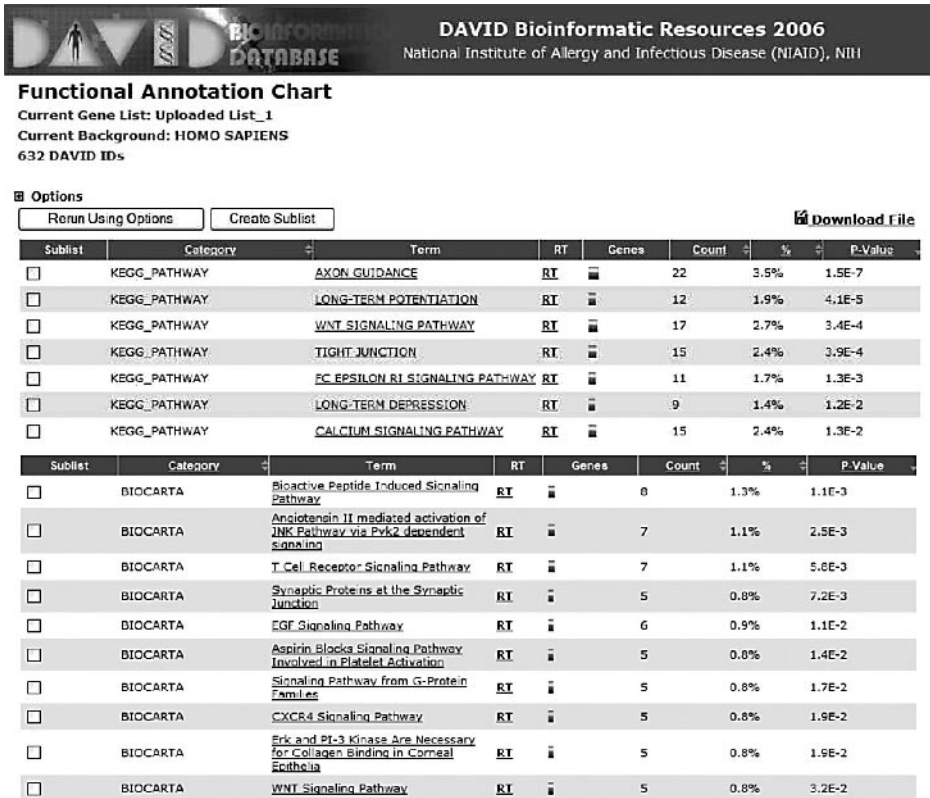 DAVID BIOINFORMATIC DATABASE
DAVID Bioinformatic Resources 2006
National Institute of Allergy and Infectious Disease (NIAID), NIH
Functional Annotation Chart
Current Gene List: Uploaded List_1
Current Background: HOMO SAPIENS
632 DAVID IDs
Options
Rerun Using Options Create Sublist Download File
Sublist Category Term RT Genes Count % P-Value
KEGG_PATHWAY AXON GUIDANCE RT 22 3.5% 1.5E-7
KEGG_PATHWAY LONG-TERM POTENTIATION RT 12 1.9% 4.1E-5
KEGG_PATHWAY WNT SIGNALING PATHWAY RT 17 2.7% 3.4E-4
KEGG_PATHWAY TIGHT JUNCTION RT 15 2.4% 3.9E-4
KEGG_PATHWAY FC EPSILON RI SIGNALING PATHWAY RT 11 1.7% 1.3E-3
KEGG_PATHWAY LONG-TERM DEPRESSION RT 9 1.4% 1.2E-2
KEGG_PATHWAY CALCIUM SIGNALING PATHWAY RT 15 2.4% 1.3E-2
Sublist Category Term RT Genes Count % P-Value
BIOCARTA Bioactive Peptide Induced Signaling
Pathway RT 8 1.3% 1.1E-3
Angiotensin II mediated activation of
BIOCARTA JNK Pathway via Pyk2 dependent RT 7 1.1% 2.5E-3
signaling
BIOCARTA T Cell Receptor Signaling Pathway RT 7 1.1% 5.8E-3
BIOCARTA Synaptic Proteins at the Synaptic
Junction RT 5 0.8% 7.2E-3
BIOCARTA EGF Signaling Pathway RT 6 0.9% 1.1E-2
BIOCARTA Aspirin Blocks Signaling Pathway
Involved in Platelet Activation RT 5 0.8% 1.4E-2
BIOCARTA Signaling Pathway from G-Protein
Families RT 5 0.8% 1.7E-2
BIOCARTA CXCR4 Signaling Pathway RT 5 0.8% 1.9E-2
Erk and PI-3 Kinase Are Necessary
BIOCARTA for Collagen Binding in Corneal RT 5 0.8% 1.9E-2
Epithelia
BIOCARTA WNT Signaling Pathway RT 5 0.8% 3.2E-2